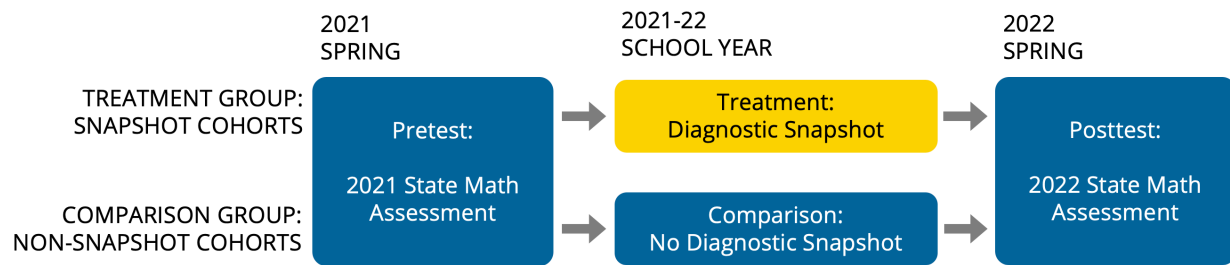 2021
SPRING
2021-22
SCHOOL YEAR
2022
SPRING
TREATMENT GROUP:
SNAPSHOT COHORTS
Pretest:
2021 State Math
Assessment
Treatment:
Diagnostic Snapshot
Posttest:
2022 State Math
Assessment
COMPARISON GROUP:
NON-SNAPSHOT COHORTS
Comparison:
No Diagnostic Snapshot